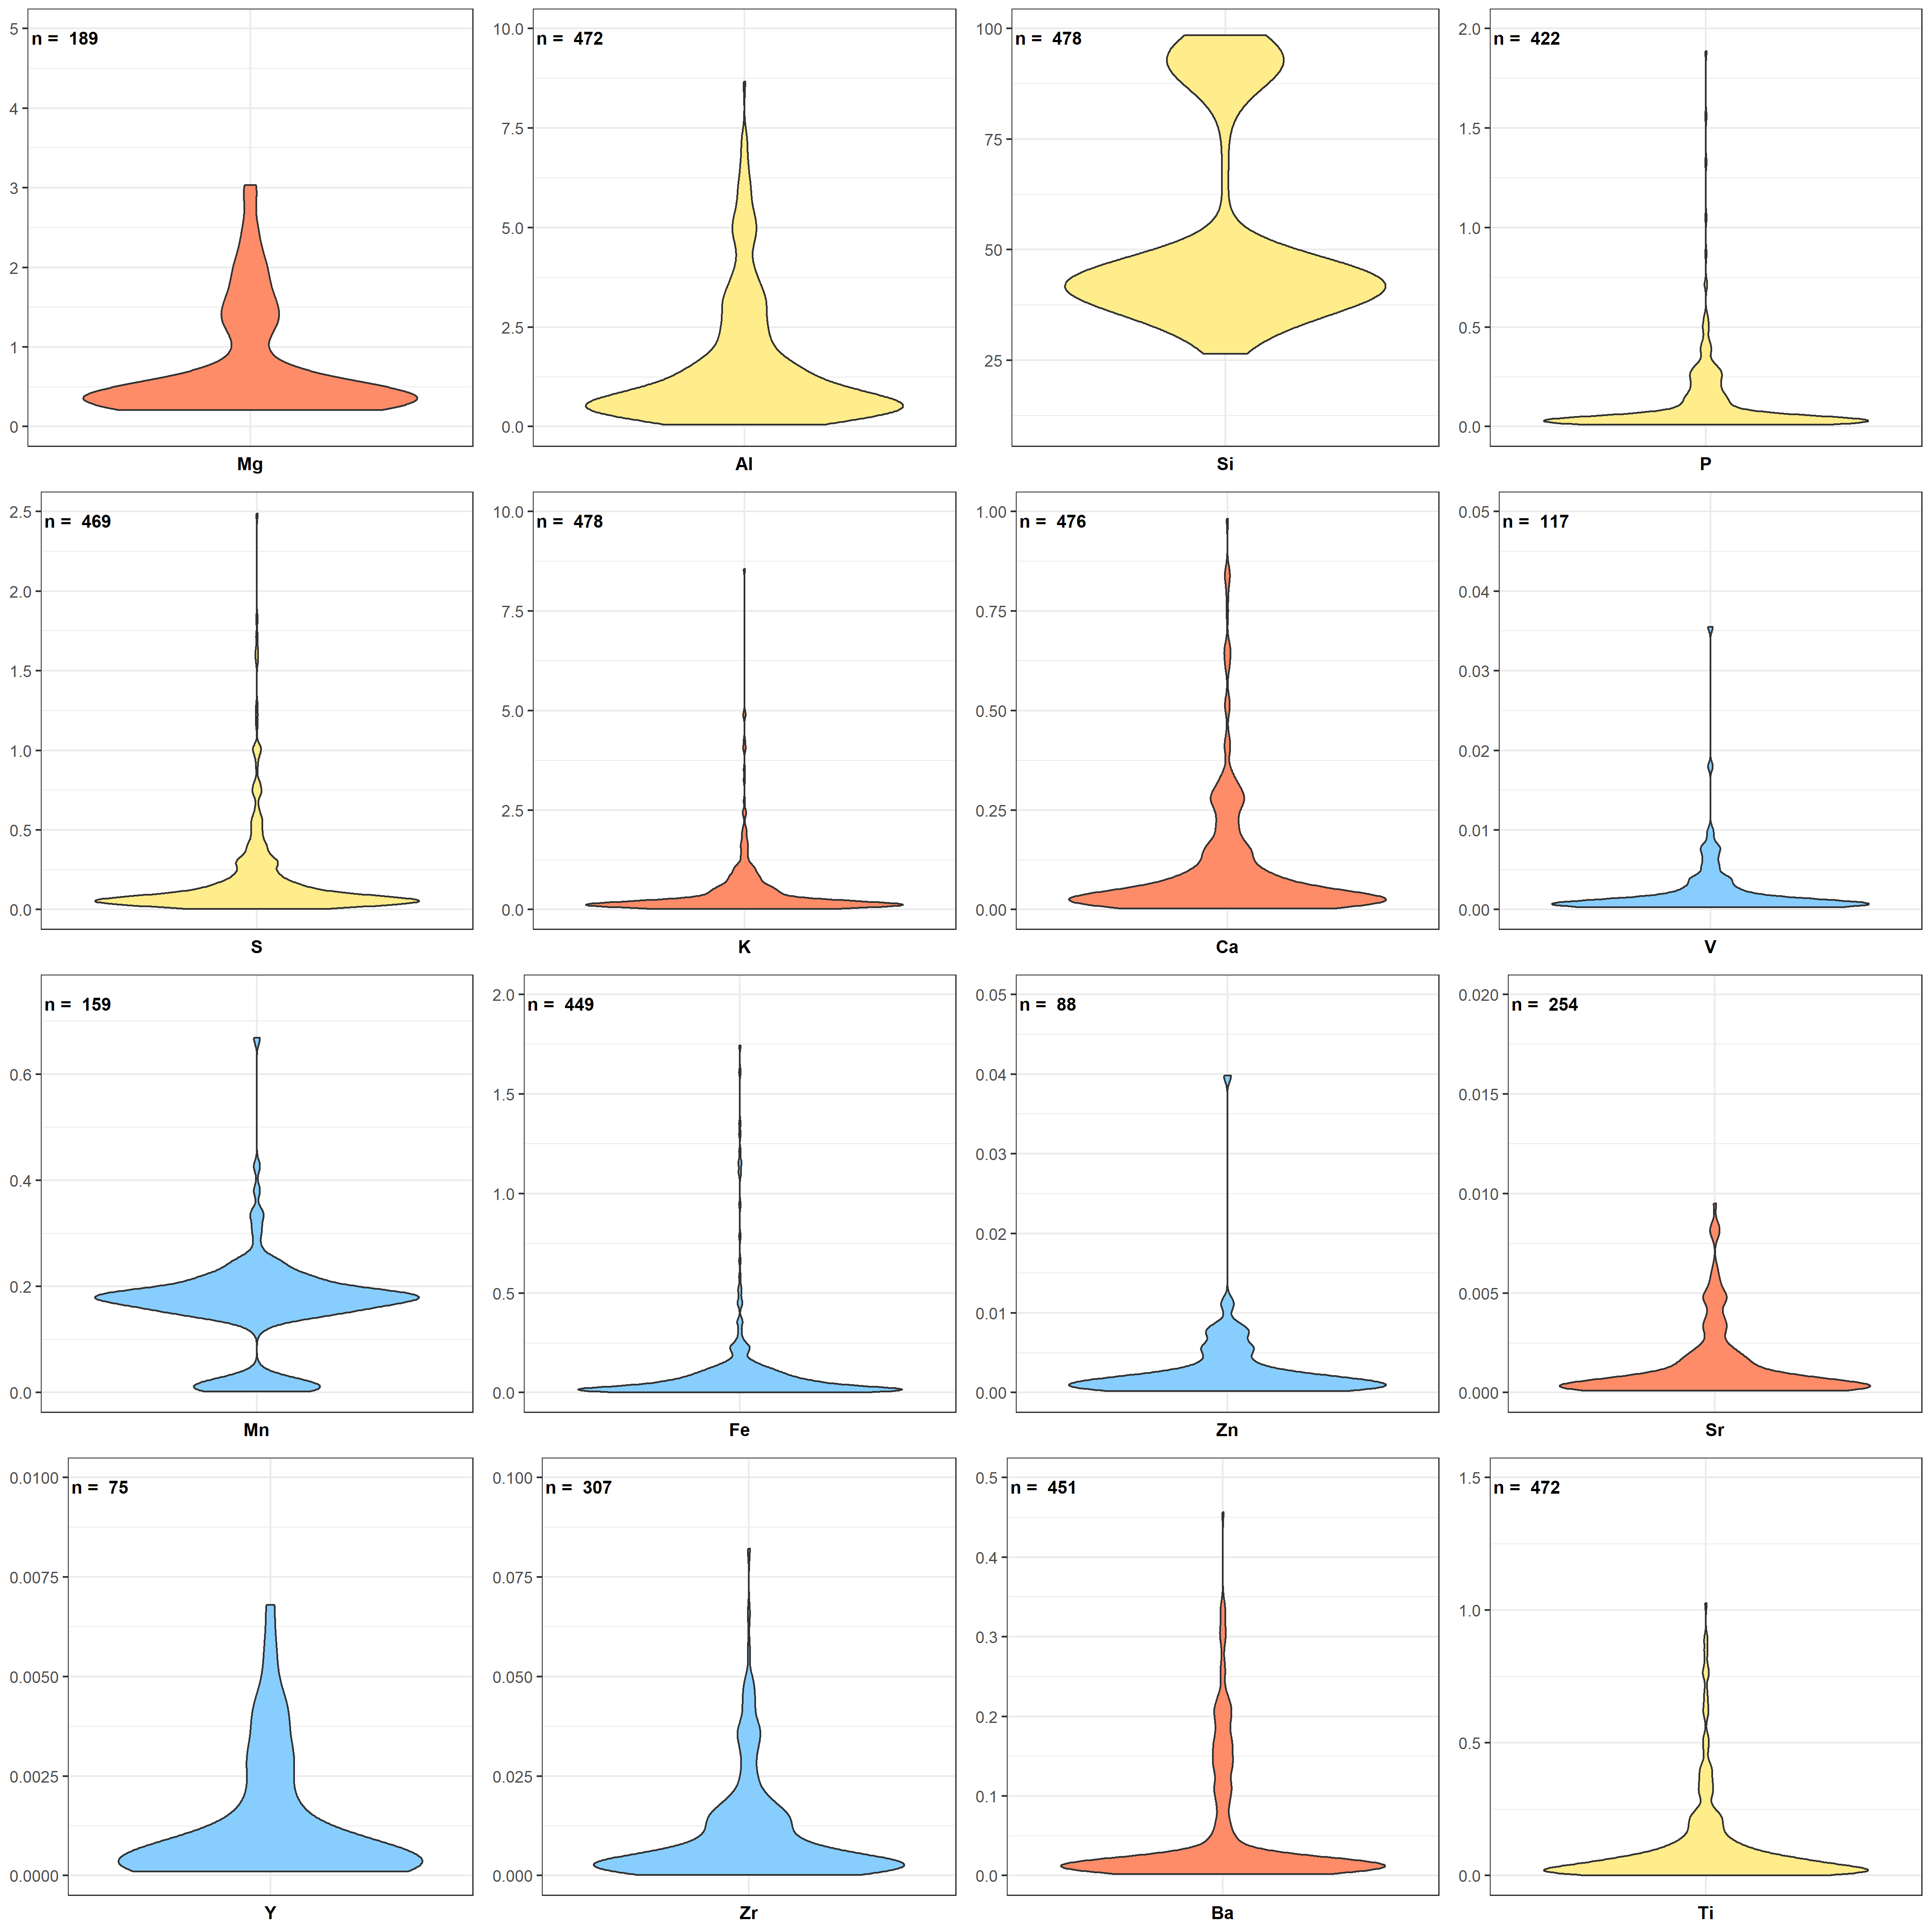 5
4
3
2
1
0
n = 189
Mg
10.0
7.5
5.0
2.5
0.0
n = 472
Al
100
75
50
25
n = 478
Si
2.0
1.5
1.0
0.5
0.0
n = 422
P
2.5
2.0
1.5
1.0
0.5
0.0
n = 469
S
10.0
7.5
5.0
2.5
0.0
n = 478
K
1.00
0.75
0.50
0.25
0.00
n = 476
Ca
0.05
0.04
0.03
0.02
0.01
0.00
n = 117
V
0.6
0.4
0.2
0.0
n = 159
Mn
2.0
1.5
1.0
0.5
0.0
n = 449
Fe
0.05
0.04
0.03
0.02
0.01
0.00
n = 88
Zn
0.020
0.015
0.010
0.005
0.000
n = 254
Sr
0.0100
0.0075
0.0050
0.0025
0.0000
n = 75
Y
0.100
0.075
0.050
0.025
0.000
n = 307
Zr
0.5
0.4
0.3
0.2
0.1
0.0
n = 451
Ba
1.5
1.0
0.5
0.0
n = 472
Ti